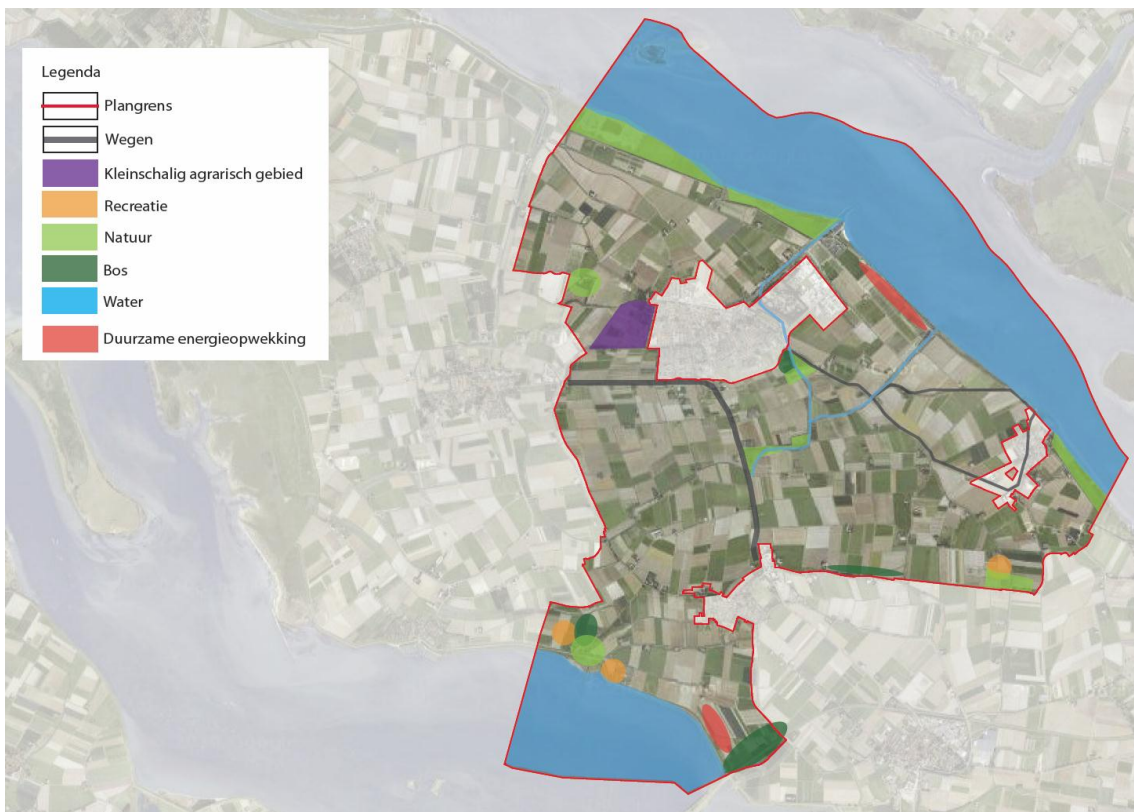 Legenda
Plangrens
Wegen
Kleinschalig agrarisch gebied
Recreatie
Natuur
Bos
Water
Duurzame energieopwekking